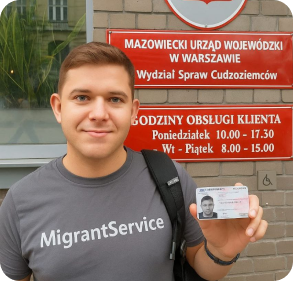 MAZOWIECKI URZĄD WOJEWÓDZKI
W WARSZAWIE
Wydział Spraw Cudzoziemców
GODZINY OBSŁUGI KLIENTA
Poniedziałek 10.00 - 17.30
Wt - Piątek 8.00 - 15.00
MigrantService